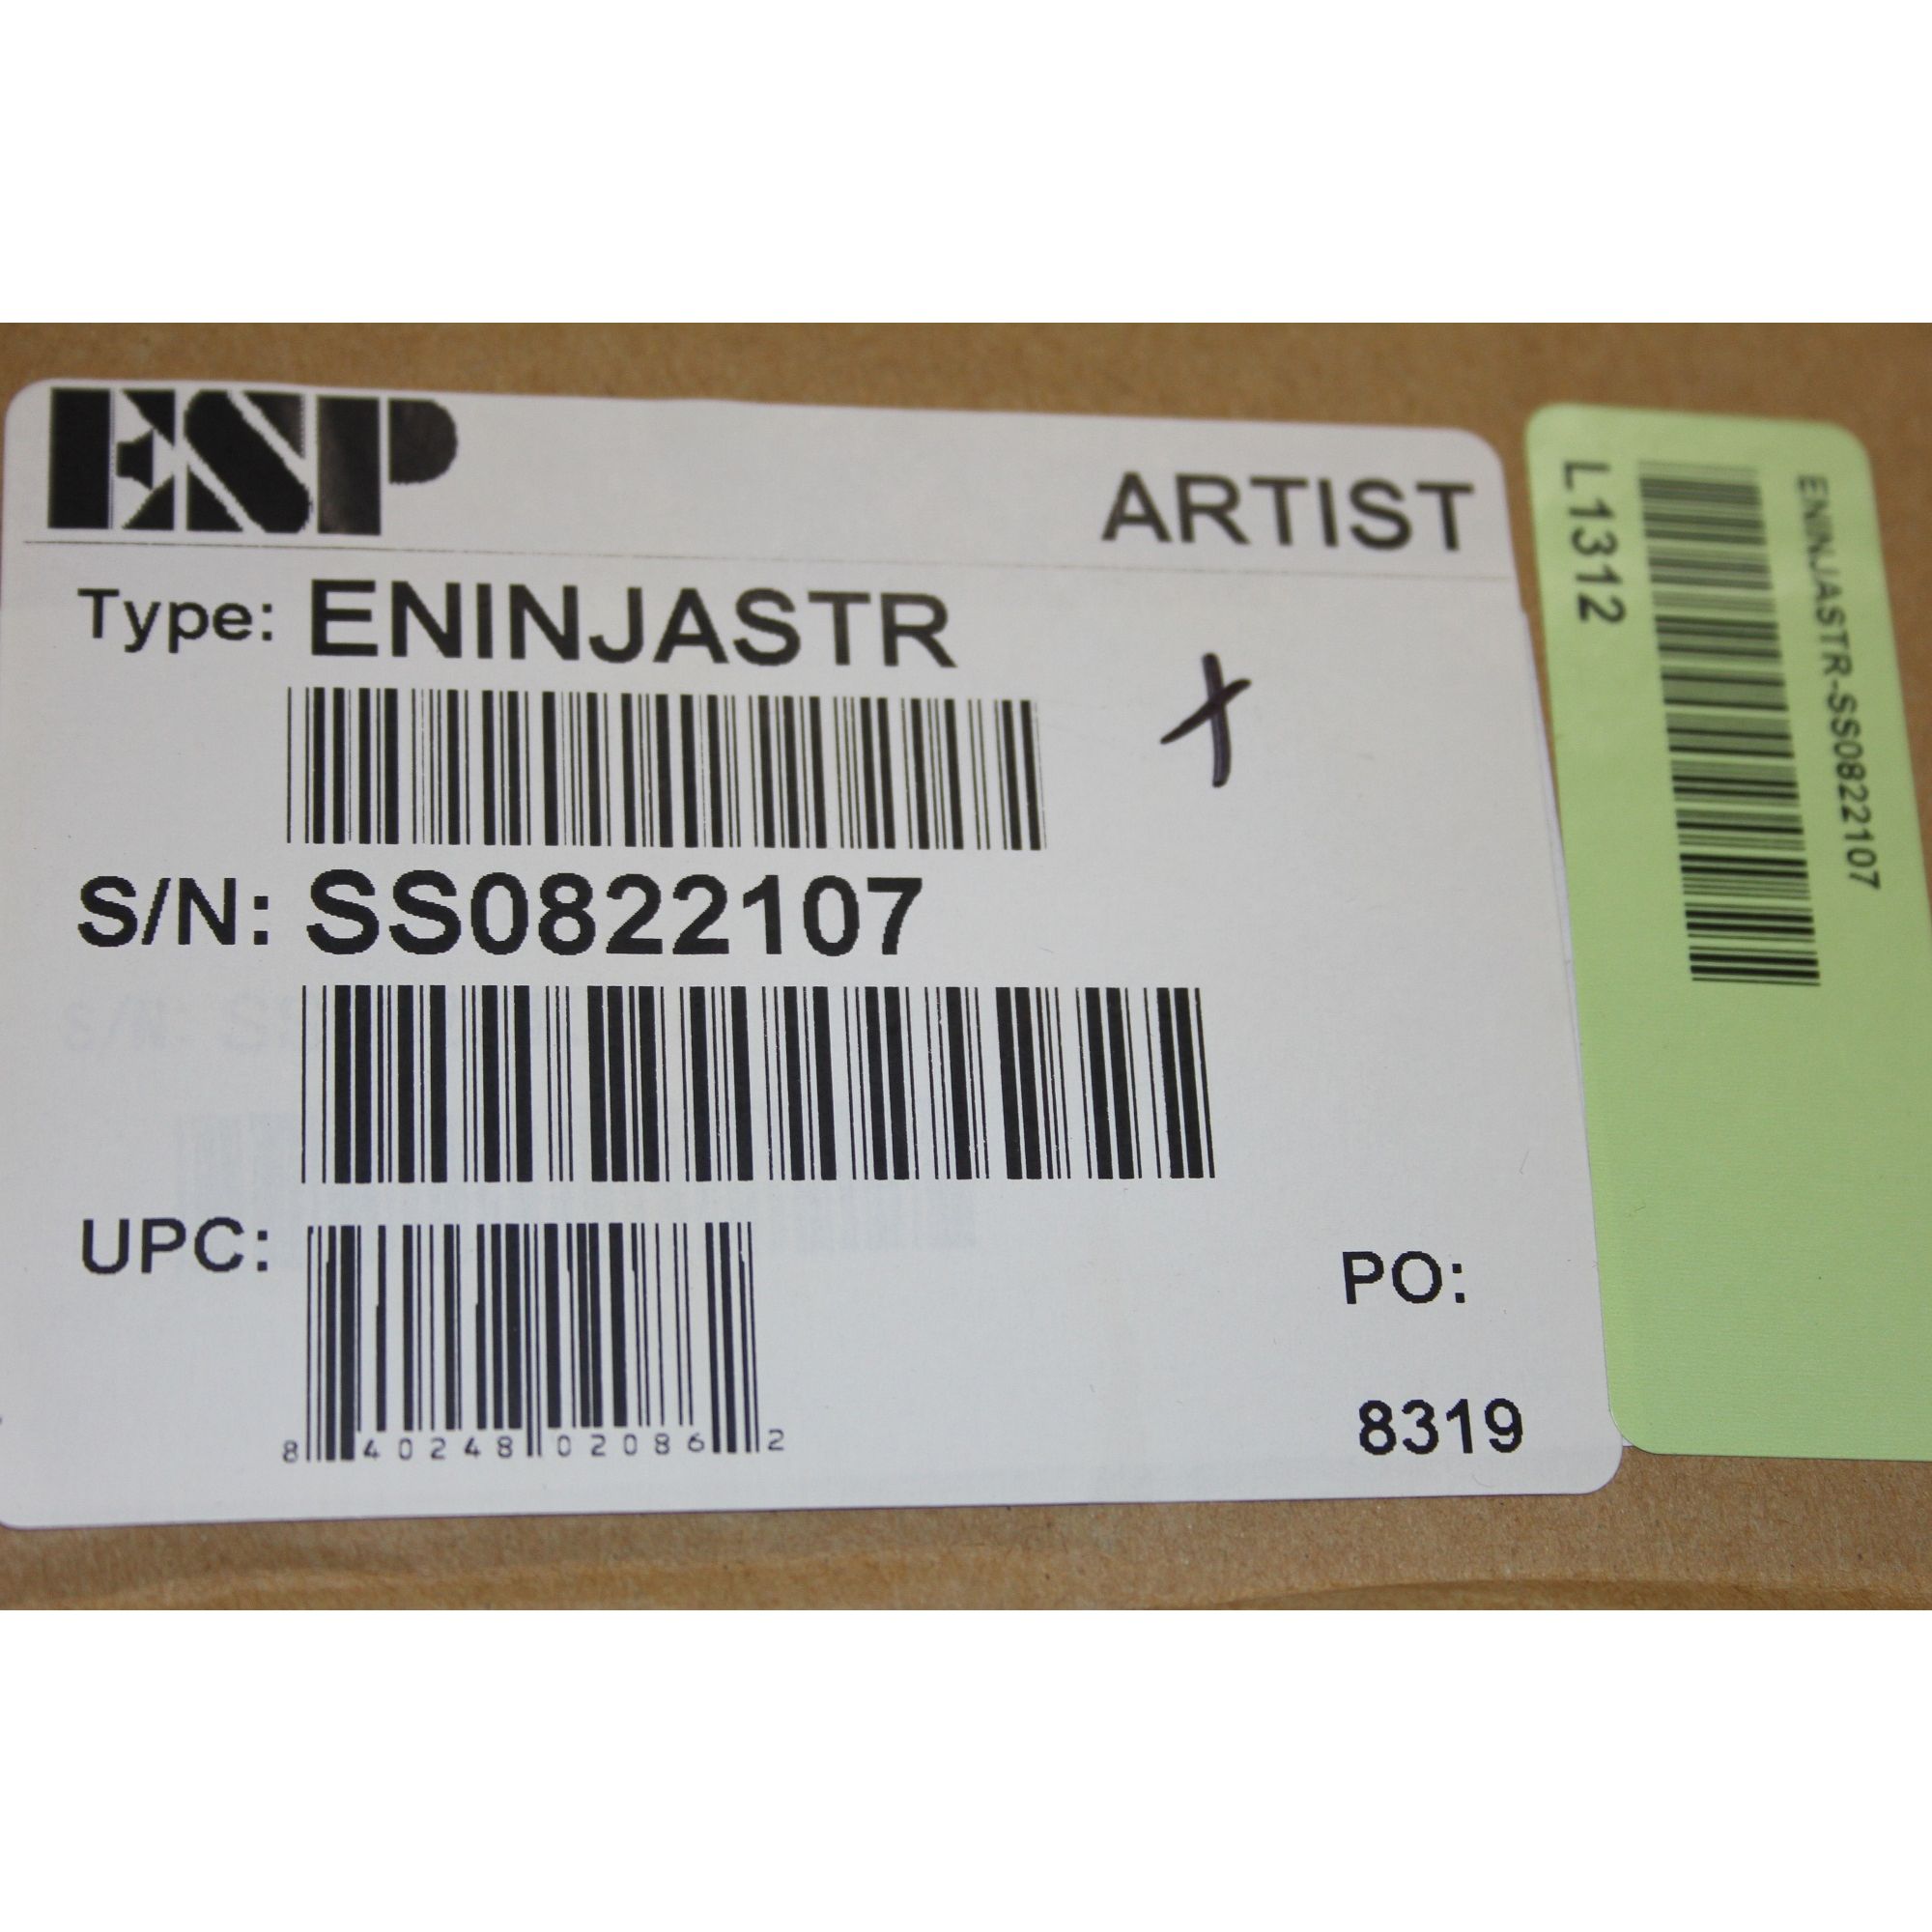 ESP
ARTIST
Type: ENINJASTR
S/N: SS0822107
UPC:
8 40248 02086 2
PO:
8319
L1312
ENINJASTR-SS0822107